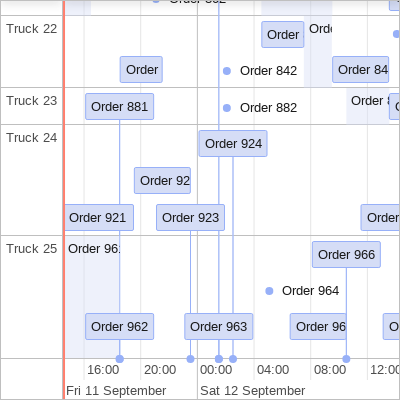 Truck 22
Order
Order
Order 842
Order 84
Truck 23
Order 881
Order 882
Order
Truck 24
Order 924
Order 92
Order 921
Order 923
Order
Truck 25
Order 96.
Order 966
Order 964
Order 962
Order 963
Order 96
16:00
20:00
00:00
04:00
08:00
12:00
Fri 11 September
Sat 12 September